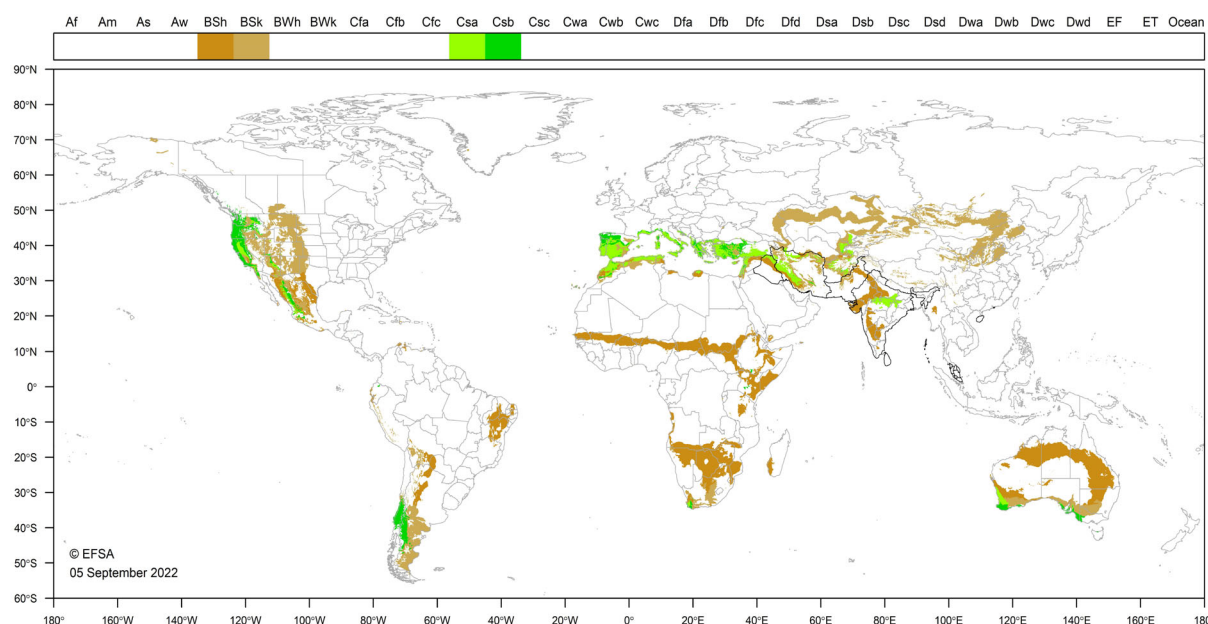 Af Am As Aw BSh BSk BWh BWk Cfa Cfb Cfc Csa Csb Csc Cwa Cwb Cwc Dfa Dfb Dfc Dfd Dsa Dsb Dsc Dsd Dwa Dwb Dwc Dwd EF ET Ocean
90°N
80°N
70°N
60°N
50°N
40°N
30°N
20°N
10°N
0°
10°S
20°S
30°S
40°S
50°S
60°S
© EFSA
05 September 2022
180° 160°W 140°W 120°W 100°W 80°W 60°W 40°W 20°W 0° 20°E 40°E 60°E 80°E 100°E 120°E 140°E 160°E 180°